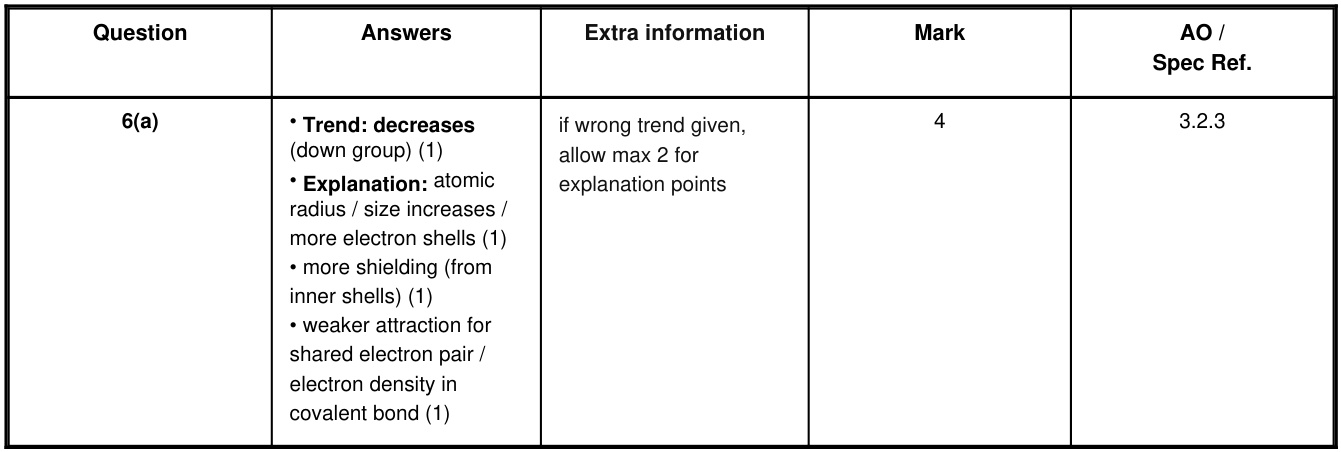 Question Answers Extra information Mark AO /
Spec Ref.
6(a)
• Trend: decreases
(down group) (1)
• Explanation: atomic
radius / size increases /
more electron shells (1)
• more shielding (from
inner shells) (1)
• weaker attraction for
shared electron pair /
electron density in
covalent bond (1)
if wrong trend given,
allow max 2 for
explanation points
4
3.2.3